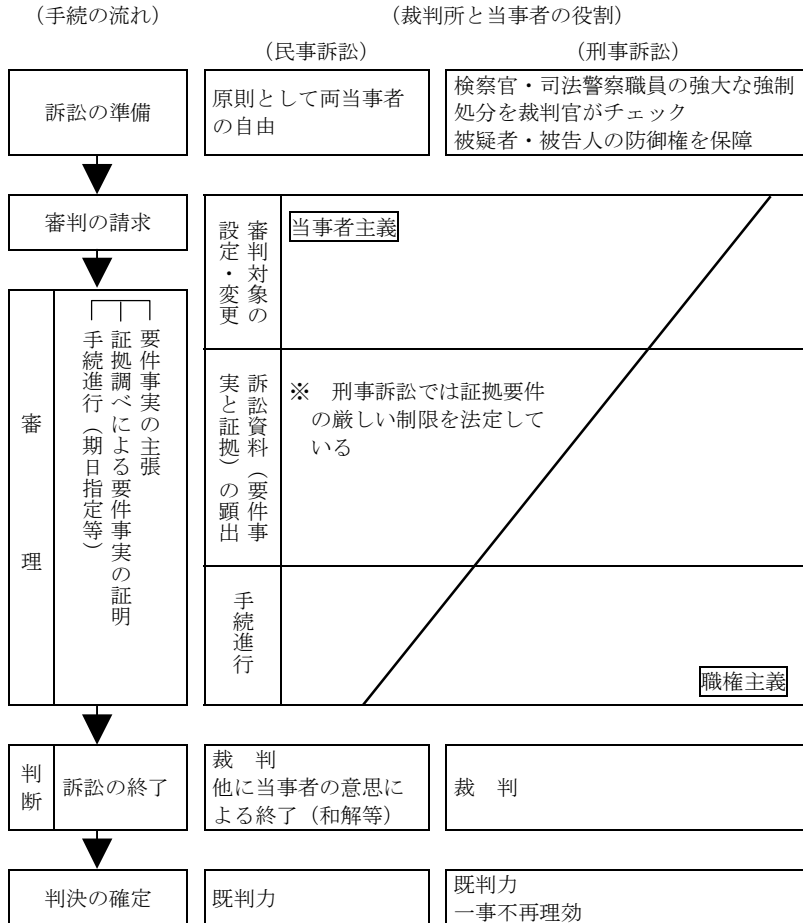 （手続の流れ）
（裁判所と当事者の役割）
（民事訴訟）
（刑事訴訟）
訴訟の準備
原則として両当事者
の自由
検察官・司法警察職員の強大な強制
処分を裁判官がチェック
被疑者・被告人の防御権を保障
審判の請求
審判対象の
設定・変更
当事者主義
審理
要件事実の主張
証拠調べによる要件事実の証明
手続進行（期日指定等）
訴訟資料（要件事
実と証拠）の顕出
※　刑事訴訟では証拠要件
の厳しい制限を法定して
いる
手続進行
職権主義
判断
訴訟の終了
裁　判
他に当事者の意思に
よる終了（和解等）
裁　判
判決の確定
既判力
既判力
一事不再理効